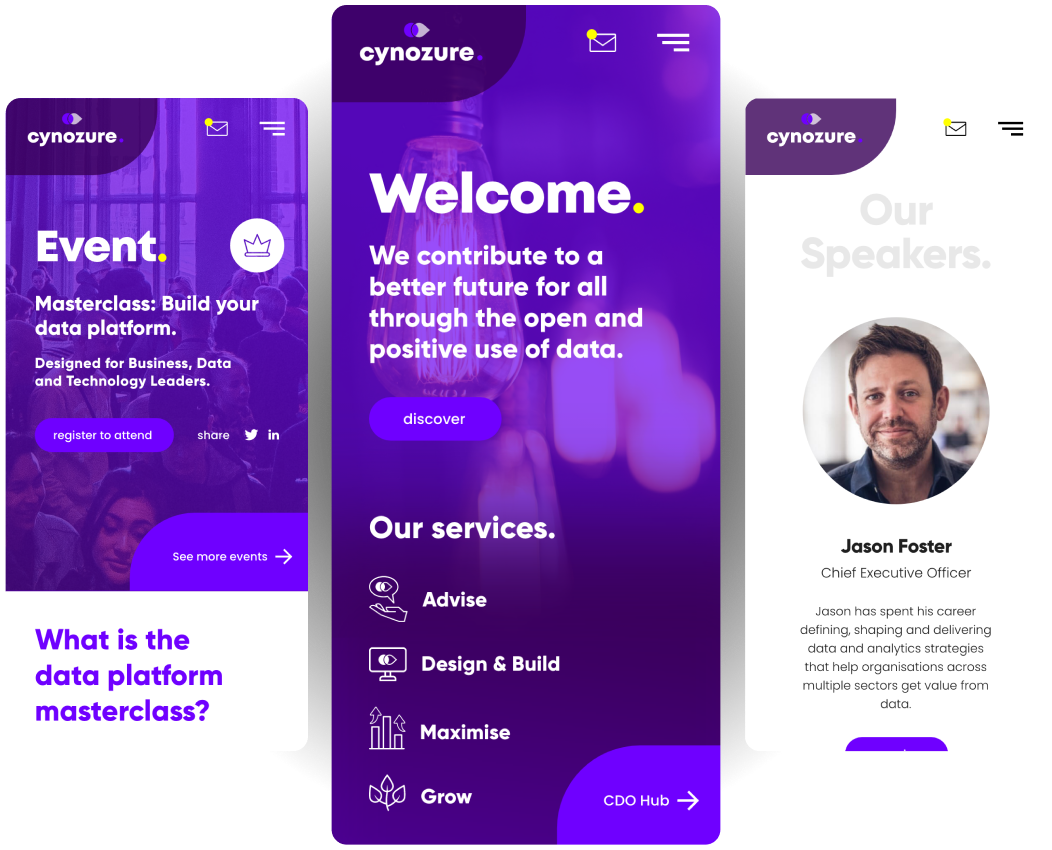 cynozure.
Event.
Masterclass: Build your
data platform.
Designed for Business, Data
and Technology Leaders.
register to attend
share
in
See more events
What is the
data platform
masterclass?
cynozure.
Welcome.
We contribute to a
better future for all
through the open and
positive use of data.
discover
Our services.
Advise
Design & Build
Maximise
Grow
CDO Hub
cynozure.
Our
Speakers.
Jason Foster
Chief Executive Officer
Jason has spent his career
defining, shaping and delivering
data and analytics strategies
that help organisations across
multiple sectors get value from
data.